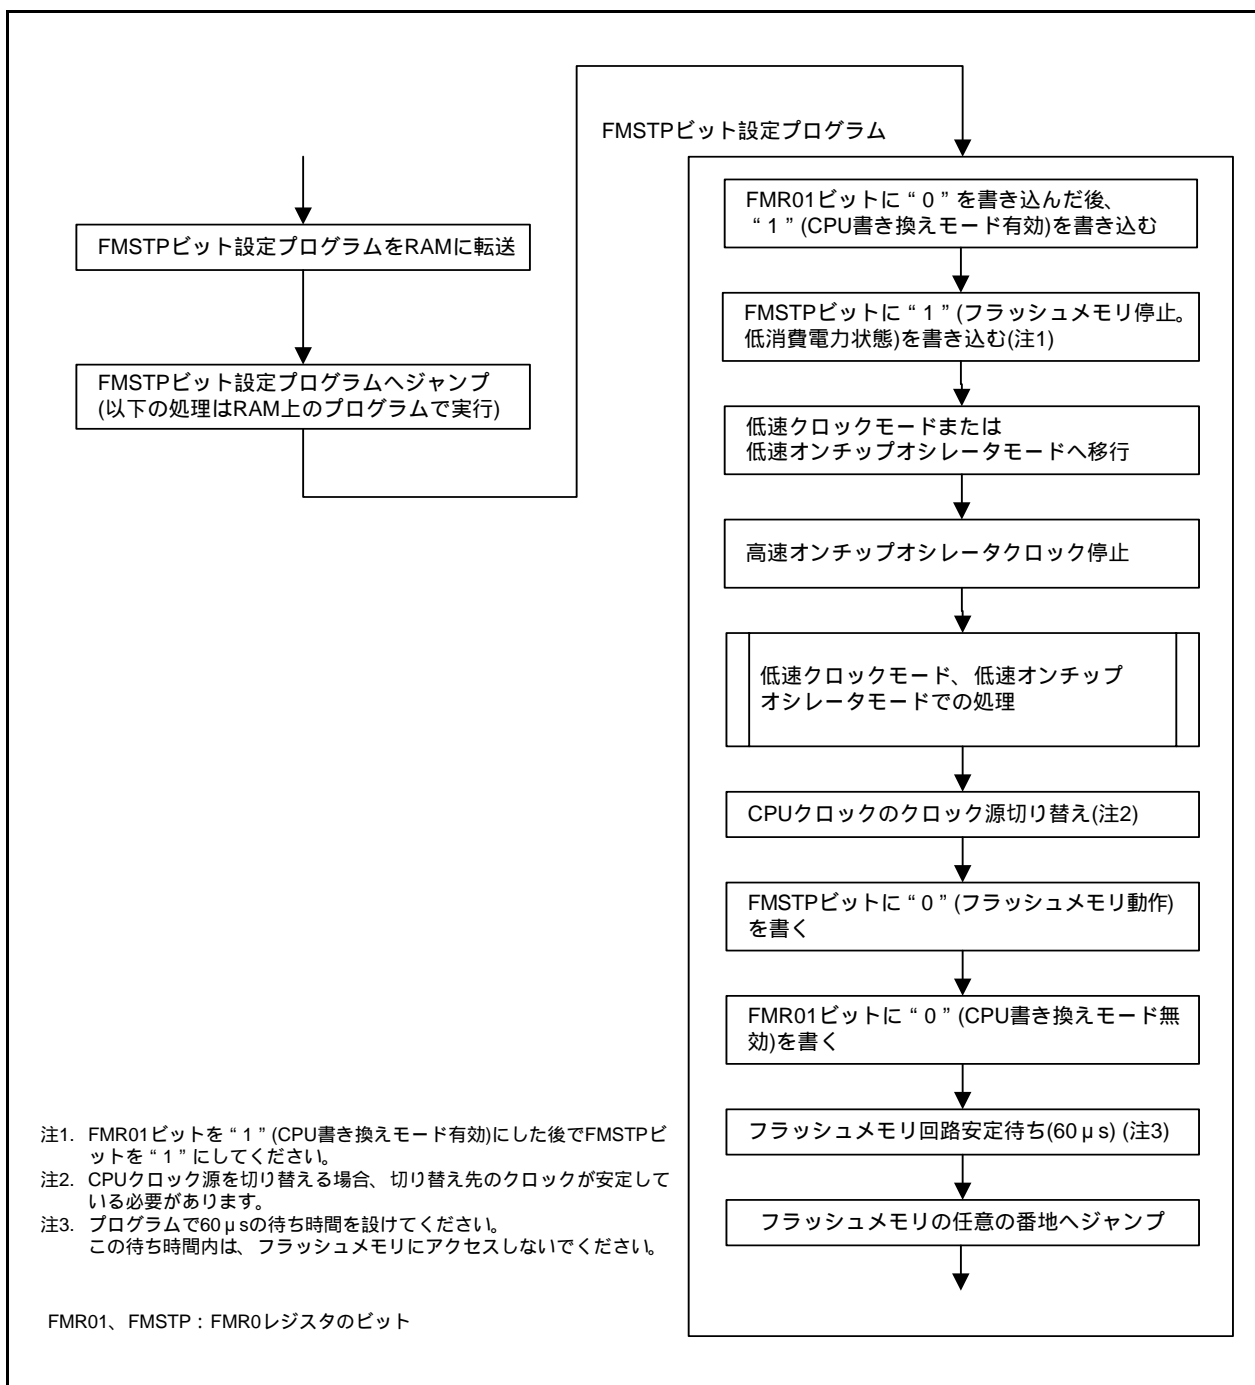 FMSTPビット設定プログラムをRAMに転送
FMSTPビット設定プログラムへジャンプ
(以下の処理はRAM上のプログラムで実行)
FMSTPビット設定プログラム
FMR01ビットに“0”を書き込んだ後、
“1”(CPU書き換えモード有効)を書き込む
FMSTPビットに“1”(フラッシュメモリ停止。
低消費電力状態)を書き込む(注1)
低速クロックモードまたは
低速オンチップオシレータモードへ移行
高速オンチップオシレータクロック停止
低速クロックモード、低速オンチップ
オシレータモードでの処理
CPUクロックのクロック源切り替え(注2)
FMSTPビットに“0”(フラッシュメモリ動作)
を書く
FMR01ビットに“0”(CPU書き換えモード無
効)を書く
フラッシュメモリ回路安定待ち(60μs) (注3)
フラッシュメモリの任意の番地へジャンプ
注1. FMR01ビットを“1”(CPU書き換えモード有効)にした後でFMSTPビ
ットを“1”にしてください。
注2. CPUクロック源を切り替える場合、切り替え先のクロックが安定して
いる必要があります。
注3. プログラムで60μsの待ち時間を設けてください。
この待ち時間内は、フラッシュメモリにアクセスしないでください。
FMR01、FMSTP:FMR0レジスタのビット